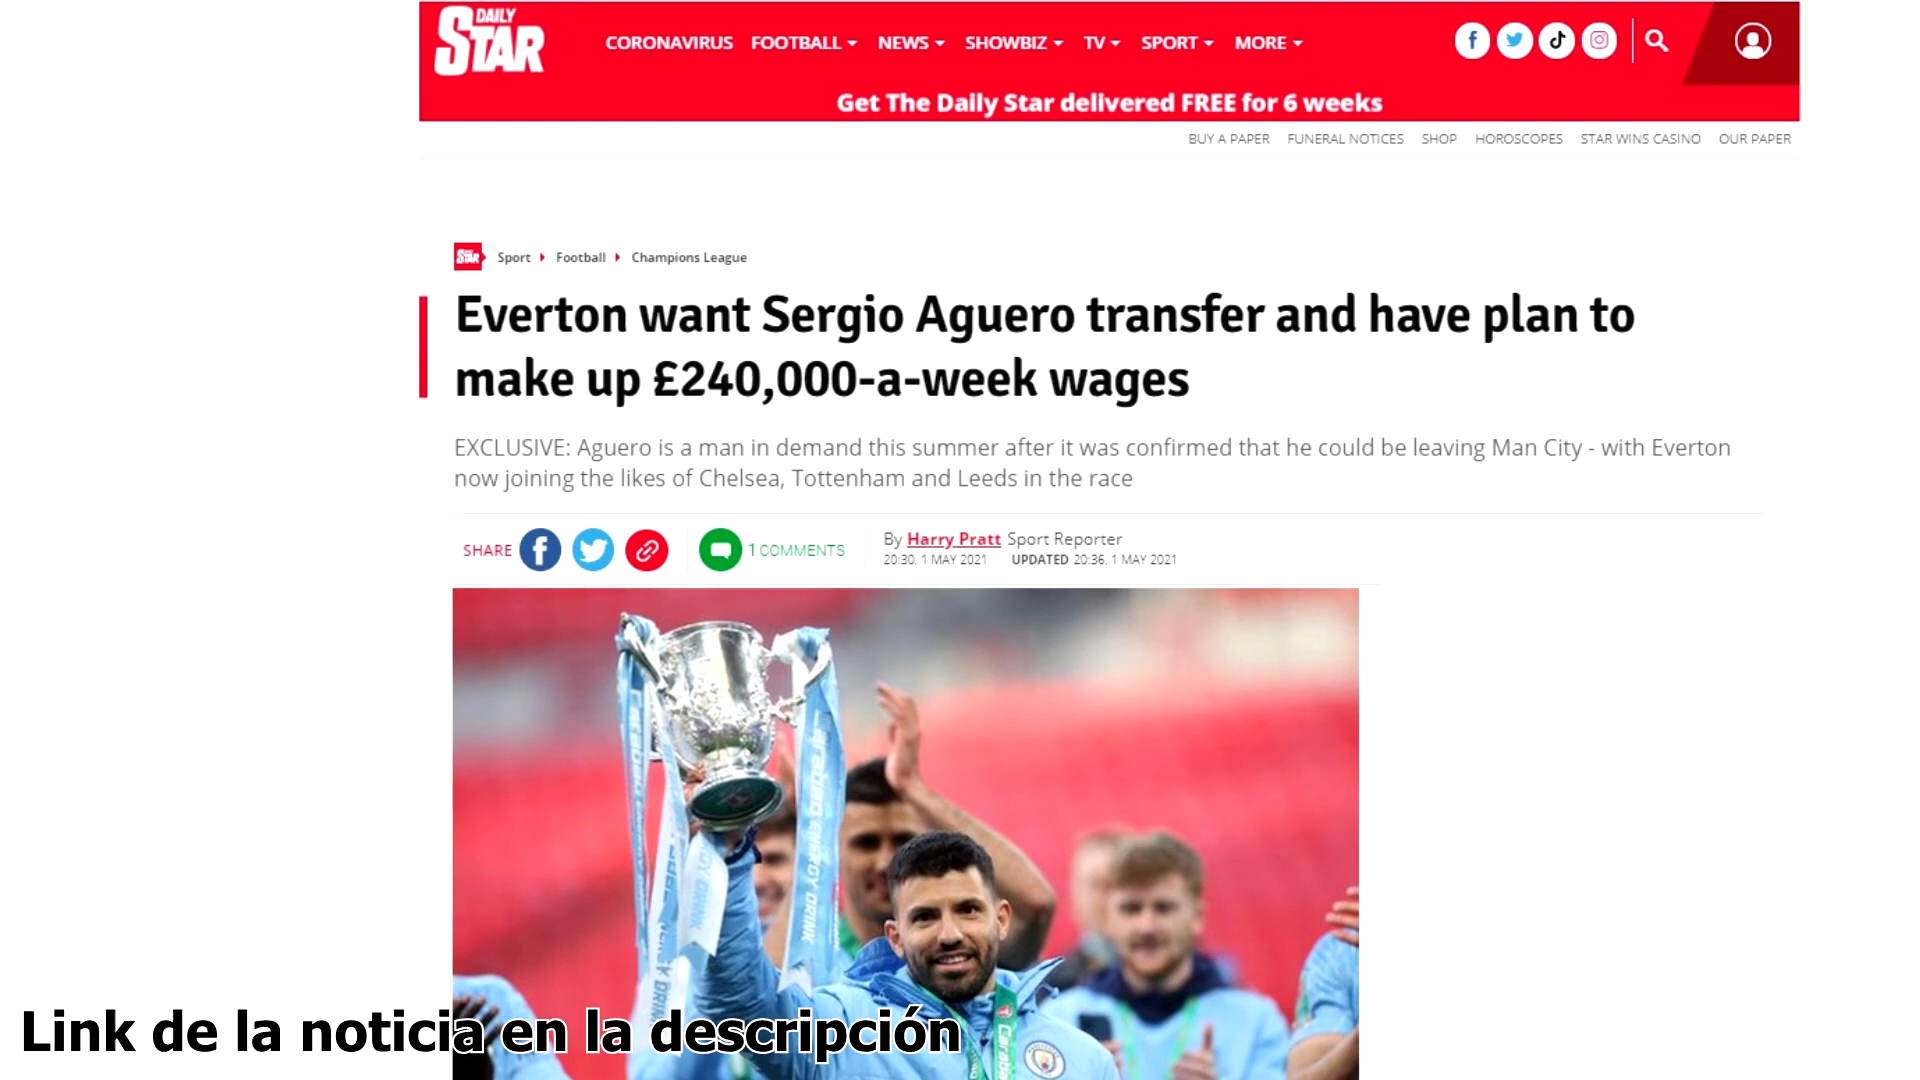 DAILY
STAR
CORONAVIRUS FOOTBALL NEWS SHOWBIZ TV SPORT MORE
Get The Daily Star delivered FREE for 6 weeks
BUY A PAPER FUNERAL NOTICES SHOP HOROSCOPES STAR WINS CASINO OUR PAPER
STAR Sport Football Champions League
Everton want Sergio Aguero transfer and have plan to
make up £240,000-a-week wages
EXCLUSIVE: Aguero is a man in demand this summer after it was confirmed that he could be leaving Man City - with Everton
now joining the likes of Chelsea, Tottenham and Leeds in the race
SHARE 1 COMMENTS By Harry Pratt Sport Reporter
20:30, 1 MAY 2021 UPDATED 20:36, 1 MAY 2021
ENERGY DRINK
Link de la noticia en la descripción